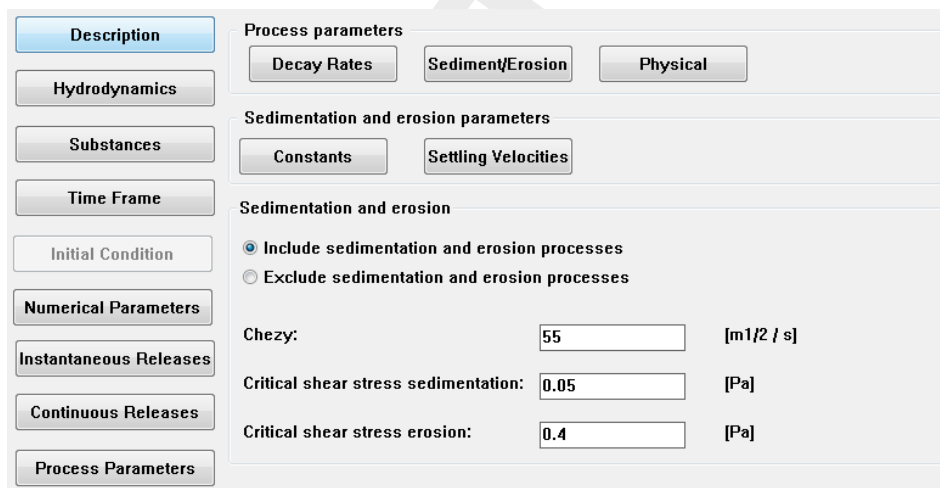 Description
Hydrodynamics
Substances
Time Frame
Initial Condition
Numerical Parameters
Instantaneous Releases
Continuous Releases
Process Parameters
Process parameters
Decay Rates Sediment/Erosion Physical
Sedimentation and erosion parameters
Constants Settling Velocities
Sedimentation and erosion
Include sedimentation and erosion processes
Exclude sedimentation and erosion processes
Chezy: 55 [m1/2 / s]
Critical shear stress sedimentation: 0.05 [Pa]
Critical shear stress erosion: 0.4 [Pa]